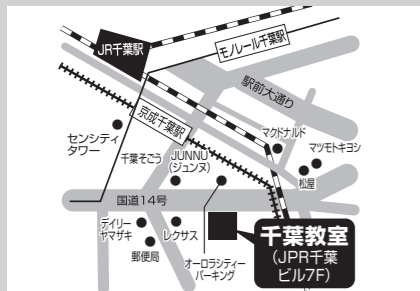 JR千葉駅
モノレール千葉駅
駅前大通り
京成千葉駅
センシティ
タワー
マクドナルド
マツモトキヨシ
千葉そごう
JUNNU
(ジュンヌ)
松屋
国道14号
デイリー
ヤマザキ
レクサス
郵便局
オーロラシティ
パーキング
千葉教室
(JPR千葉
ビル7F)